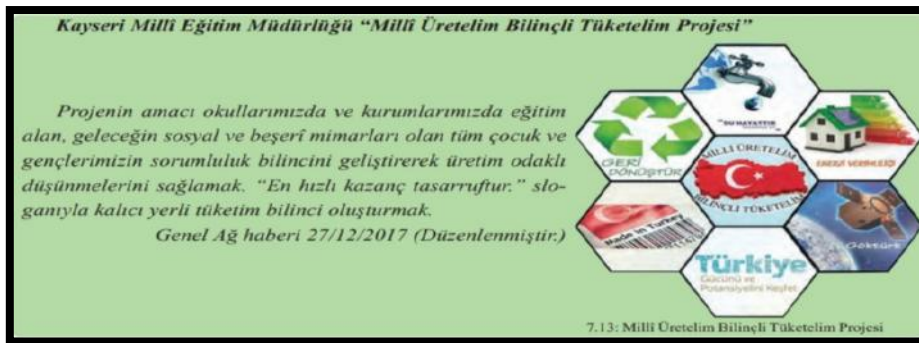 Kayseri Millî Eğitim Müdürlüğü “Millî Üretelim Bilinçli Tüketelim Projesi”
Projenin amacı okullarımızda ve kurumlarımızda eğitim
alan, geleceğin sosyal ve beşerî mimarları olan tüm çocuk ve
gençlerimizin sorumluluk bilincini geliştirerek üretim odaklı
düşünmelerini sağlamak. “En hızlı kazanç tasarruftur.” slo-
ganıyla kalıcı yerli tüketim bilinci oluşturmak.
Genel Ağ haberi 27/12/2017 (Düzenlenmiştir.)
SU HAYATTIR
GERİ
DÖNÜŞTÜR
ENERJİ VERİMLİLİĞİ
MİLLİ ÜRETELİM
BİLİNÇLİ TÜKETELİM
Made in Turkey
Göktürk
Türkiye
Gücünü ve
Potansiyelini Keşfet
7.13: Millî Üretelim Bilinçli Tüketelim Projesi